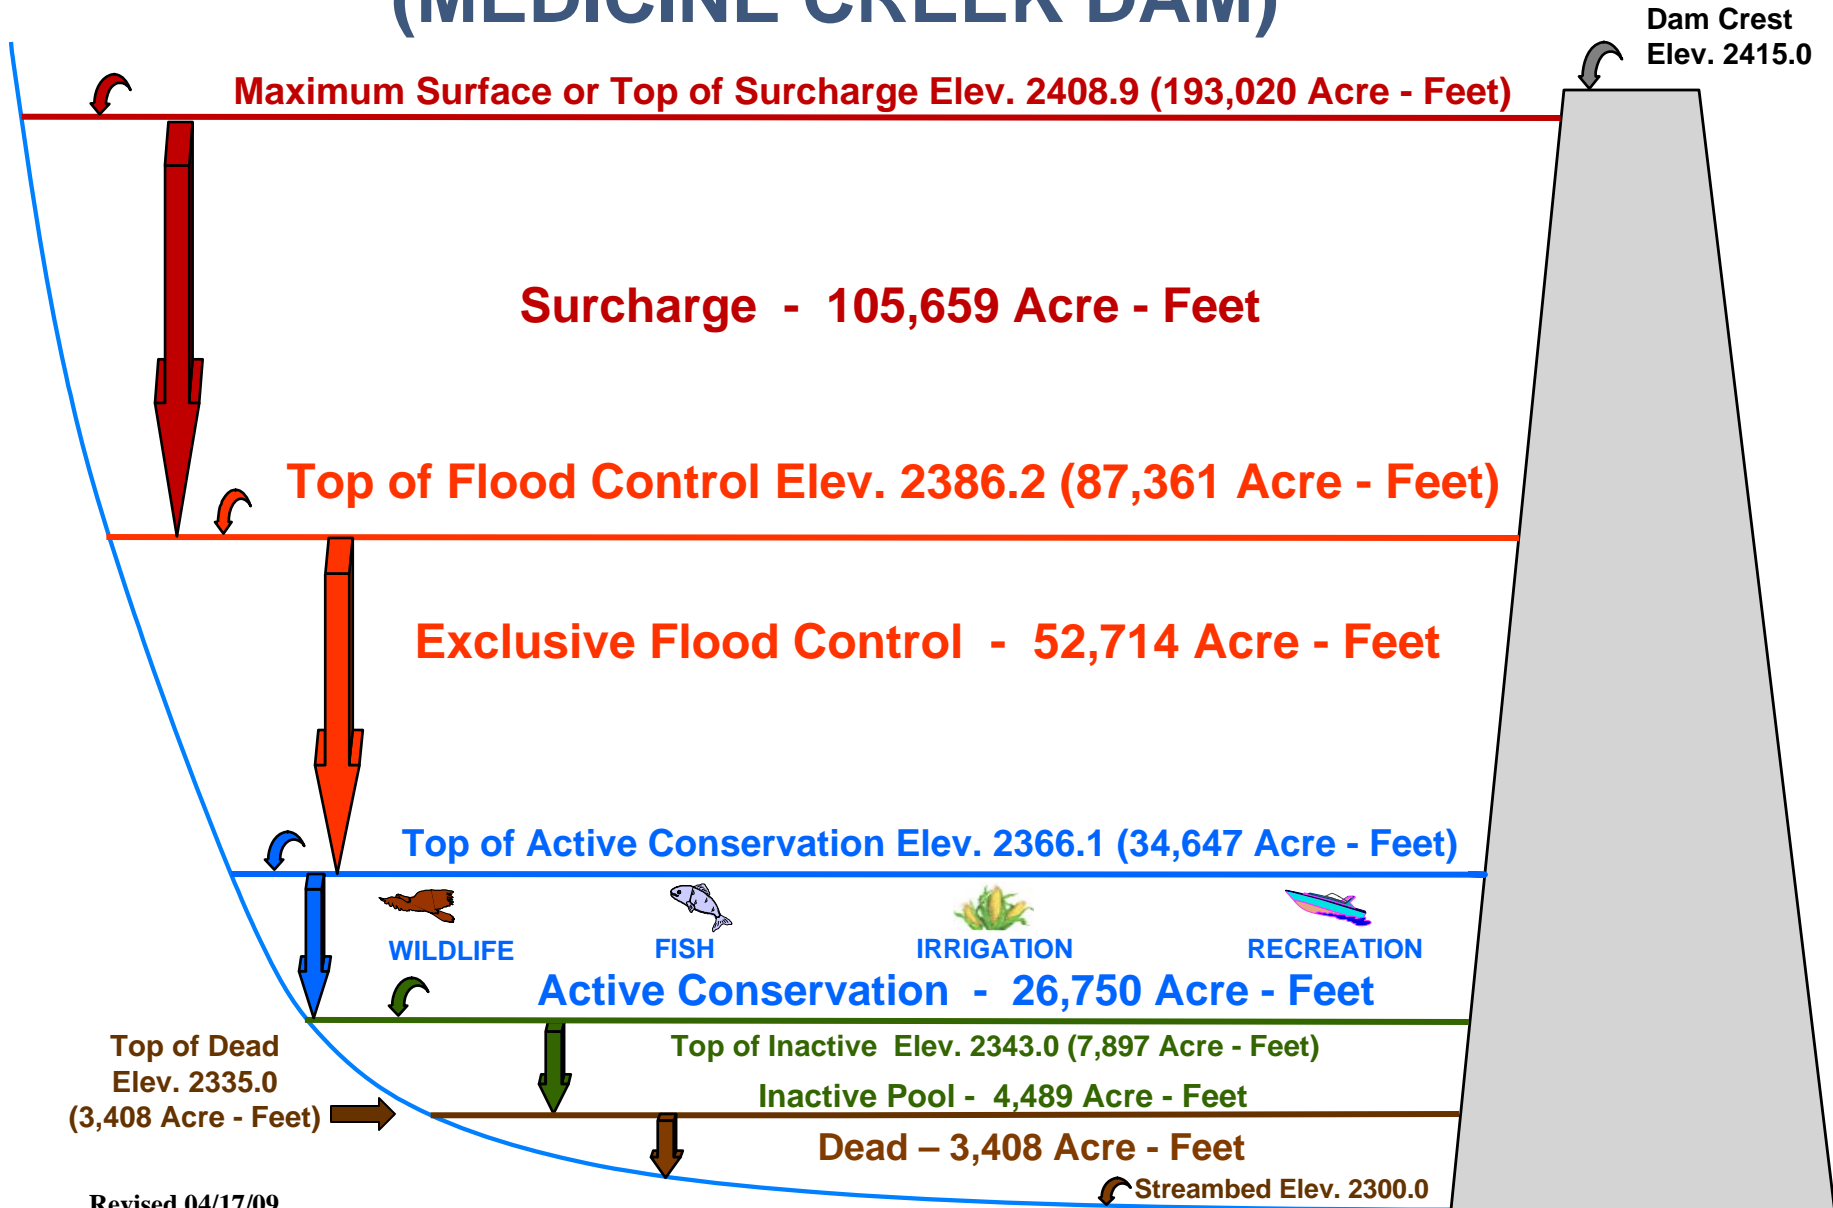 (MEDICINE CREEK DAM)
Dam Crest
Elev. 2415.0
Maximum Surface or Top of Surcharge Elev. 2408.9 (193,020 Acre - Feet)
Surcharge - 105,659 Acre - Feet
Top of Flood Control Elev. 2386.2 (87,361 Acre - Feet)
Exclusive Flood Control - 52,714 Acre - Feet
Top of Active Conservation Elev. 2366.1 (34,647 Acre - Feet)
WILDLIFE FISH IRRIGATION RECREATION
Active Conservation - 26,750 Acre - Feet
Top of Inactive Elev. 2343.0 (7,897 Acre - Feet)
Top of Dead
Elev. 2335.0
(3,408 Acre - Feet)
Inactive Pool - 4,489 Acre - Feet
Dead – 3,408 Acre - Feet
Streambed Elev. 2300.0
Revised 04/17/09